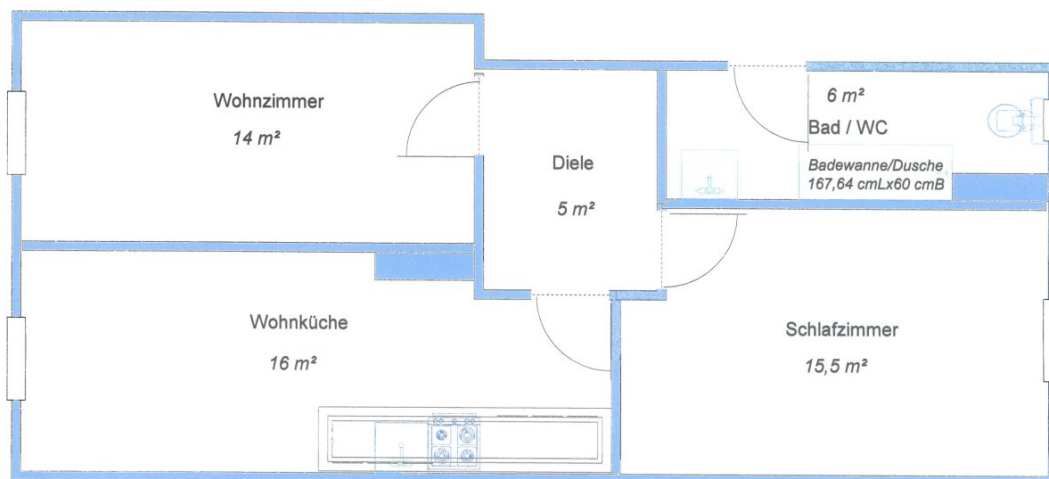 Wohnzimmer
14 m²
Diele
5 m²
6 m²
Bad / WC
Badewanne/Dusche
167,64 cmLx60 cmB
Wohnküche
16 m²
Schlafzimmer
15,5 m²